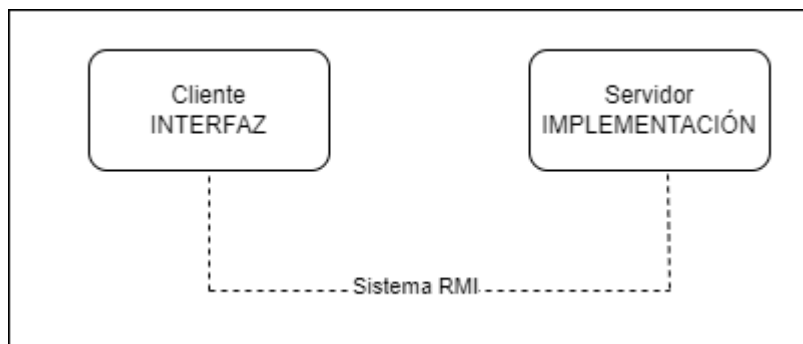 Cliente
INTERFAZ
Servidor
IMPLEMENTACIÓN
Sistema RMI